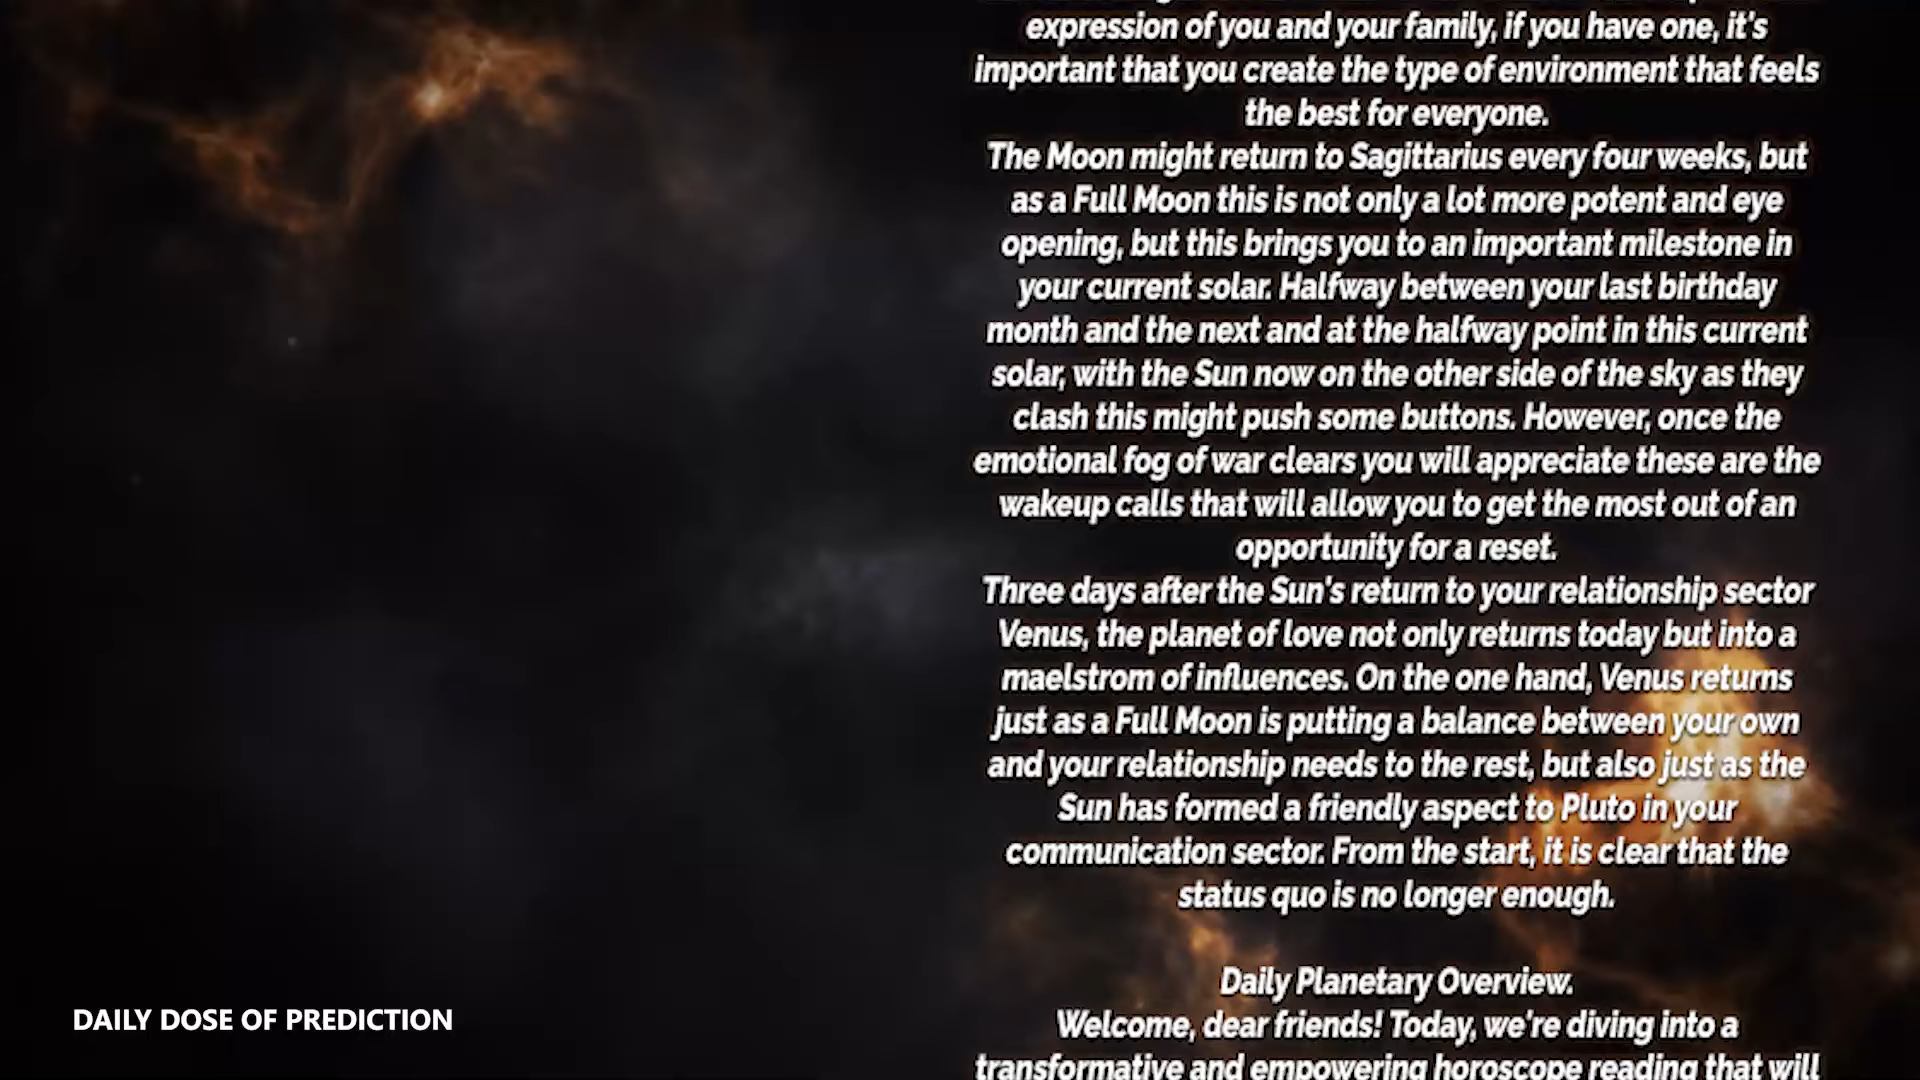 expression of you and your family, if you have one, it's
important that you create the type of environment that feels
the best for everyone.
The Moon might return to Sagittarius every four weeks, but
as a Full Moon this is not only a lot more potent and eye
opening, but this brings you to an important milestone in
your current solar. Halfway between your last birthday
month and the next and at the halfway point in this current
solar, with the Sun now on the other side of the sky as they
clash this might push some buttons. However, once the
emotional fog of war clears you will appreciate these are the
wakeup calls that will allow you to get the most out of an
opportunity for a reset.
Three days after the Sun's return to your relationship sector
Venus, the planet of love not only returns today but into a
maelstrom of influences. On the one hand, Venus returns
just as a Full Moon is putting a balance between your own
and your relationship needs to the rest, but also just as the
Sun has formed a friendly aspect to Pluto in your
communication sector. From the start, it is clear that the
status quo is no longer enough.
Daily Planetary Overview.
Welcome, dear friends! Today, we're diving into a
transformative and empowering horoscope reading that will
DAILY DOSE OF PREDICTION